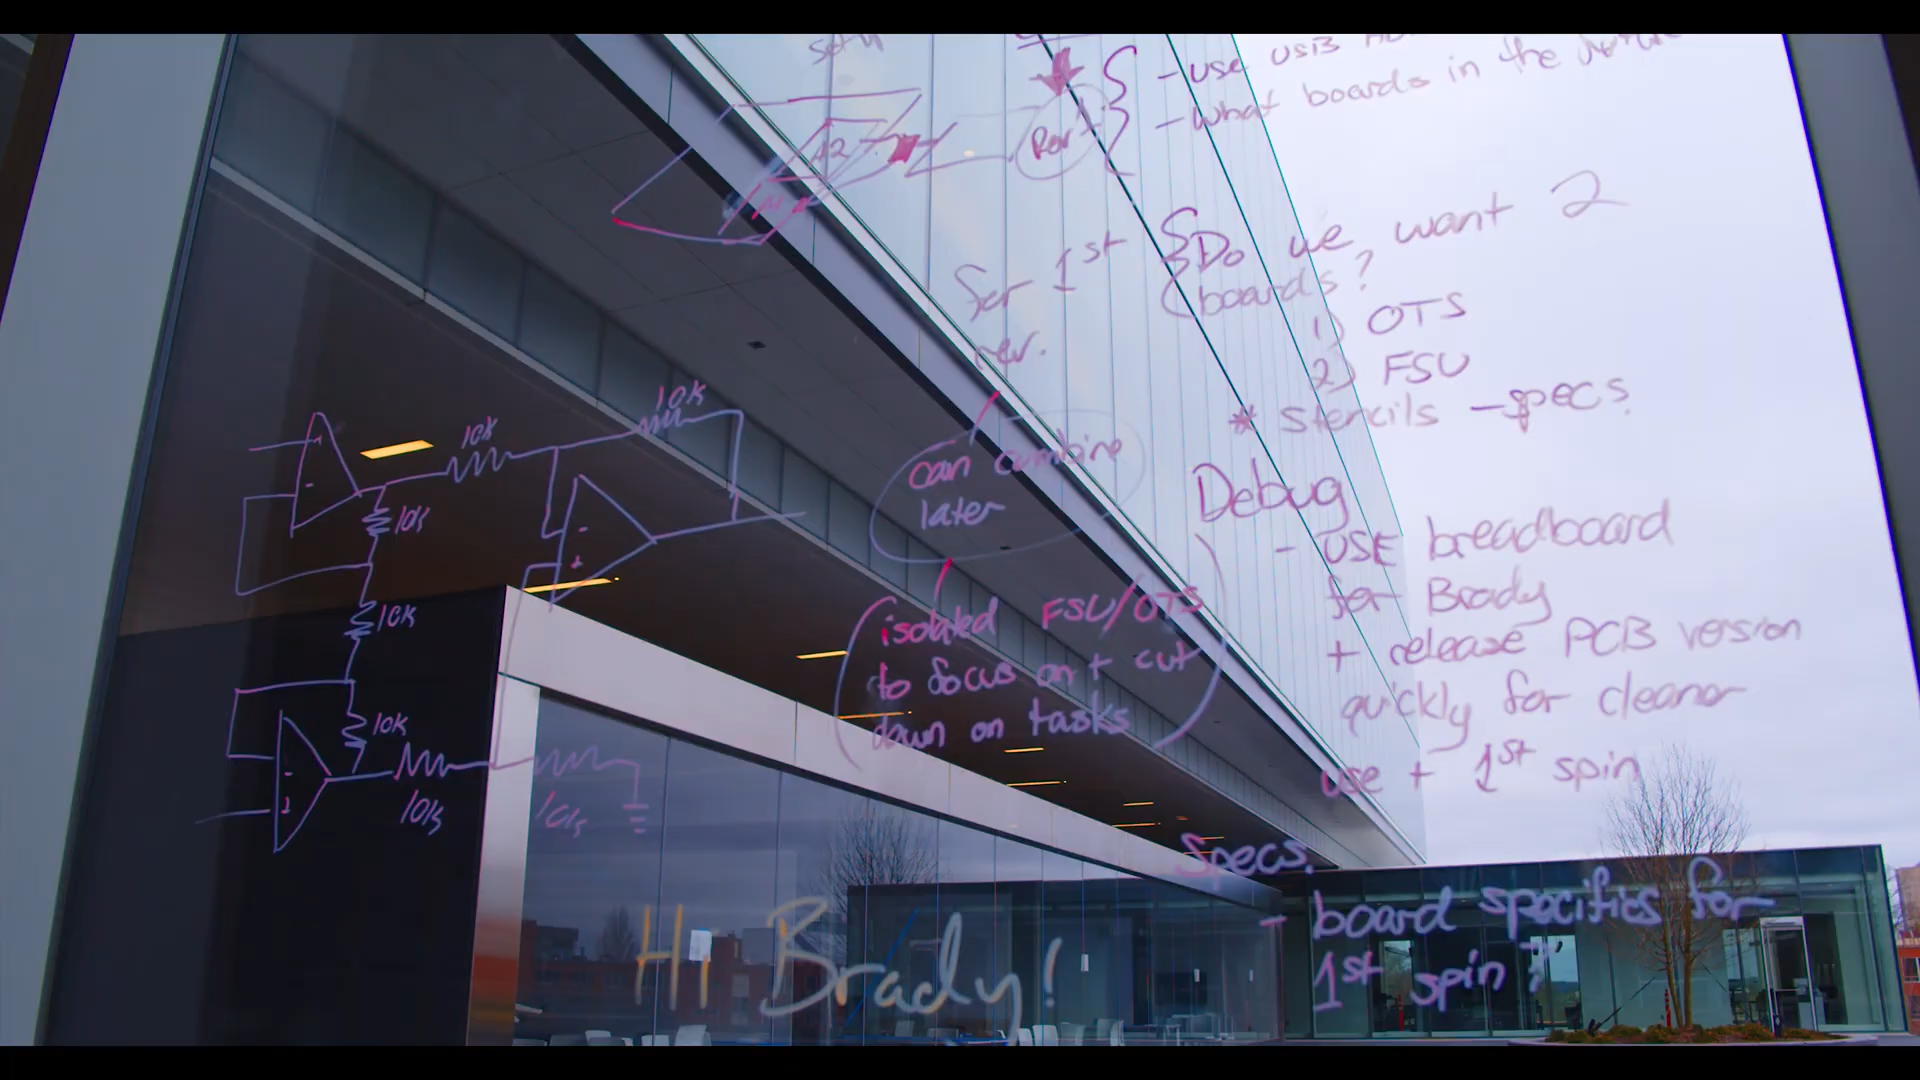 - Use USB
- What boards in the future
Rev 1
A2
for 1st
rev.
Do we want 2
boards?
1) OTS
2) FSU
* stencils - specs
can combine
later
isolated FSU/OTS
to focus on + cut
down on tasks
Debug
- USE breadboard
for Brady
+ release PCB version
quickly for cleaner
use + 1st spin
Specs.
- board specifics for
1st spin?
10k
10k
10k
10k
10k
10k
10k
+
-
-
+
-
+
Hi Brady!